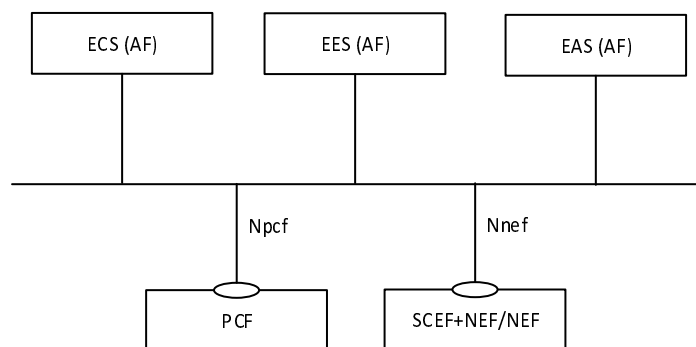 ECS (AF)
EES (AF)
EAS (AF)
Npcf
Nnef
PCF
SCEF+NEF/NEF